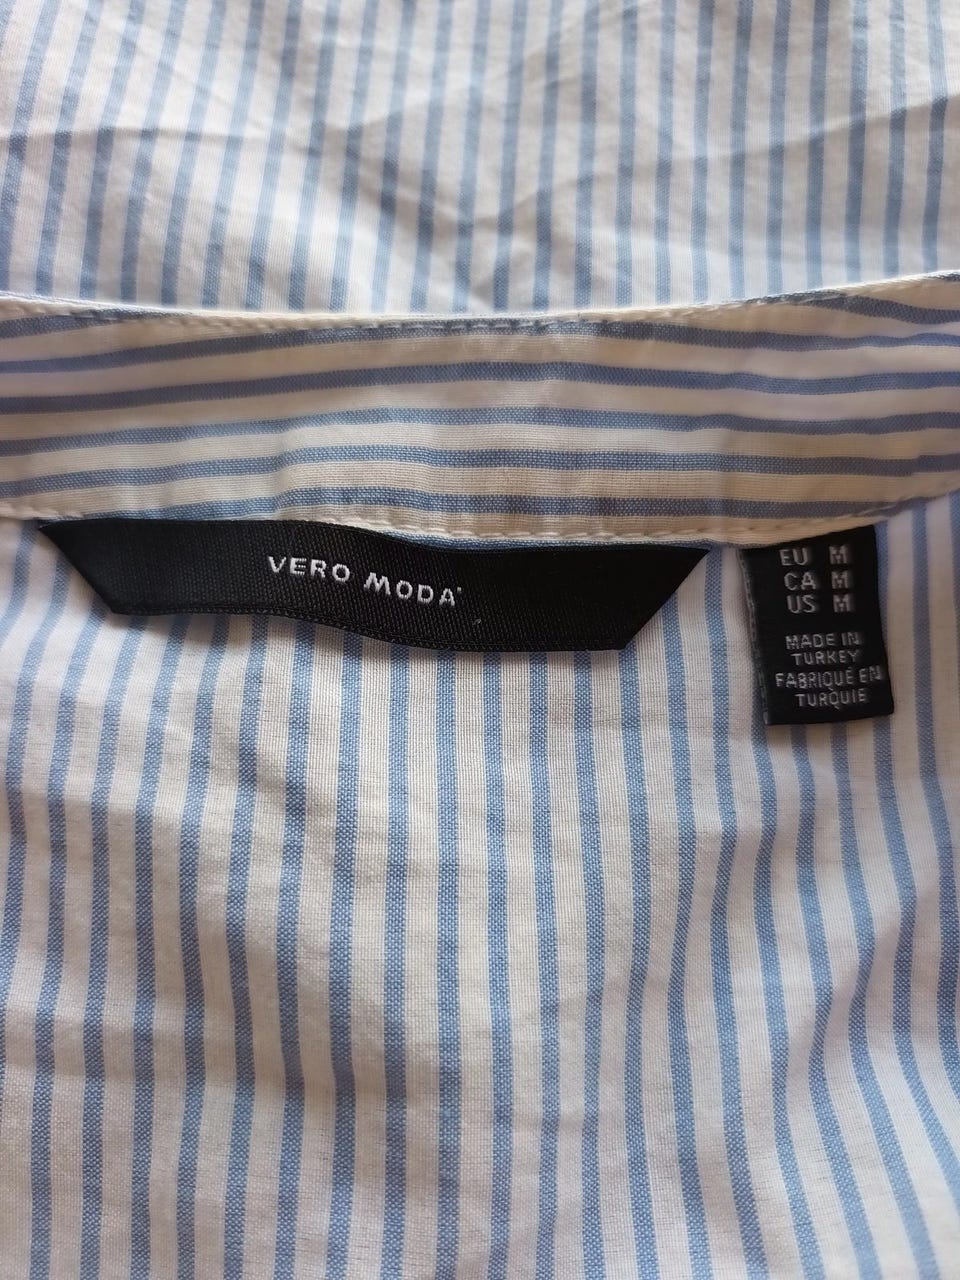 VERO MODA
EU M
CA M
US M
MADE IN
TURKEY
FABRIQUÉ EN
TURQUIE